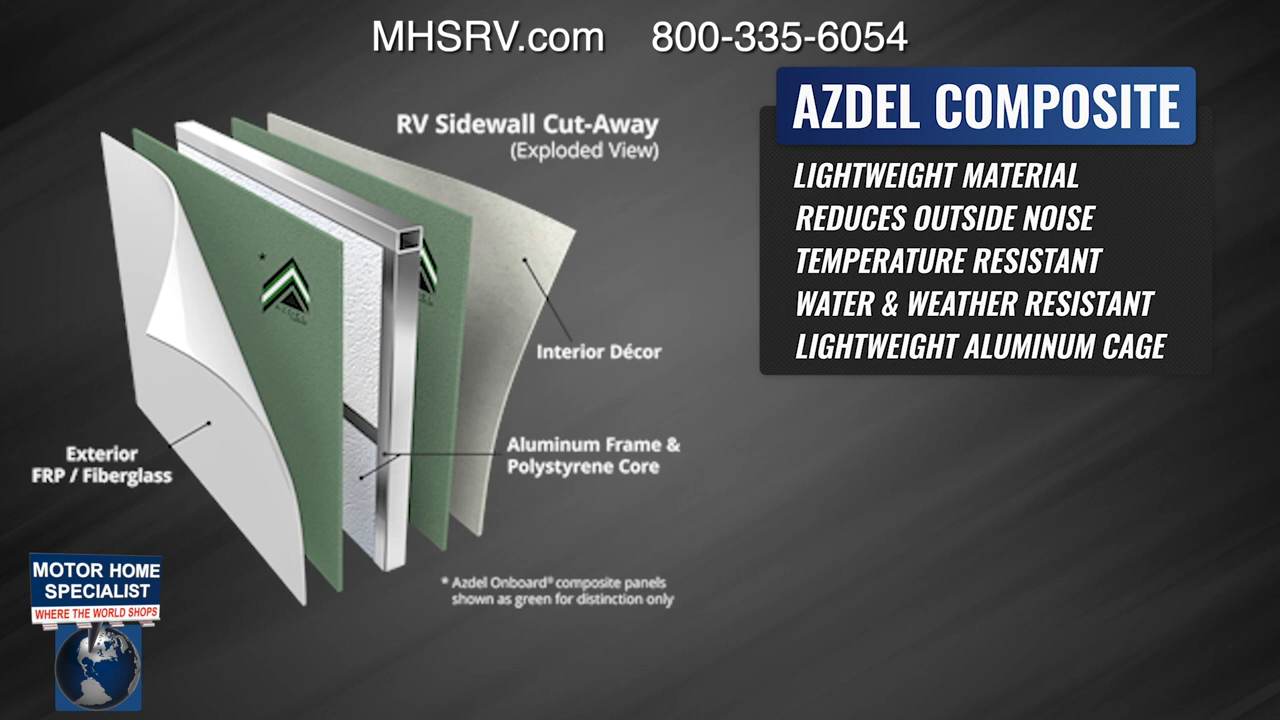 MHSRV.com 800-335-6054
AZDEL COMPOSITE
LIGHTWEIGHT MATERIAL
REDUCES OUTSIDE NOISE
TEMPERATURE RESISTANT
WATER & WEATHER RESISTANT
LIGHTWEIGHT ALUMINUM CAGE
RV Sidewall Cut-Away
(Exploded View)
*
AZDEL
Interior Décor
Aluminum Frame &
Polystyrene Core
Exterior
FRP / Fiberglass
* Azdel Onboard® composite panels
shown as green for distinction only
MOTOR HOME
SPECIALIST
WHERE THE WORLD SHOPS